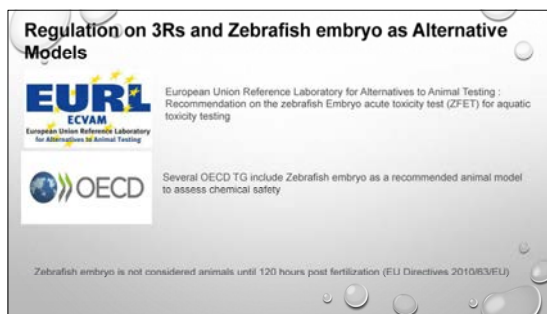 Regulation on 3Rs and Zebrafish embryo as Alternative
Models
EURL
ECVAM
European Union Reference Laboratory
for Alternatives to Animal Testing
European Union Reference Laboratory for Alternatives to Animal Testing :
Recommendation on the zebrafish Embryo acute toxicity test (ZFET) for aquatic
toxicity testing
OECD
Several OECD TG include Zebrafish embryo as a recommended animal model
to assess chemical safety
Zebrafish embryo is not considered animals until 120 hours post fertilization (EU Directives 2010/63/EU)